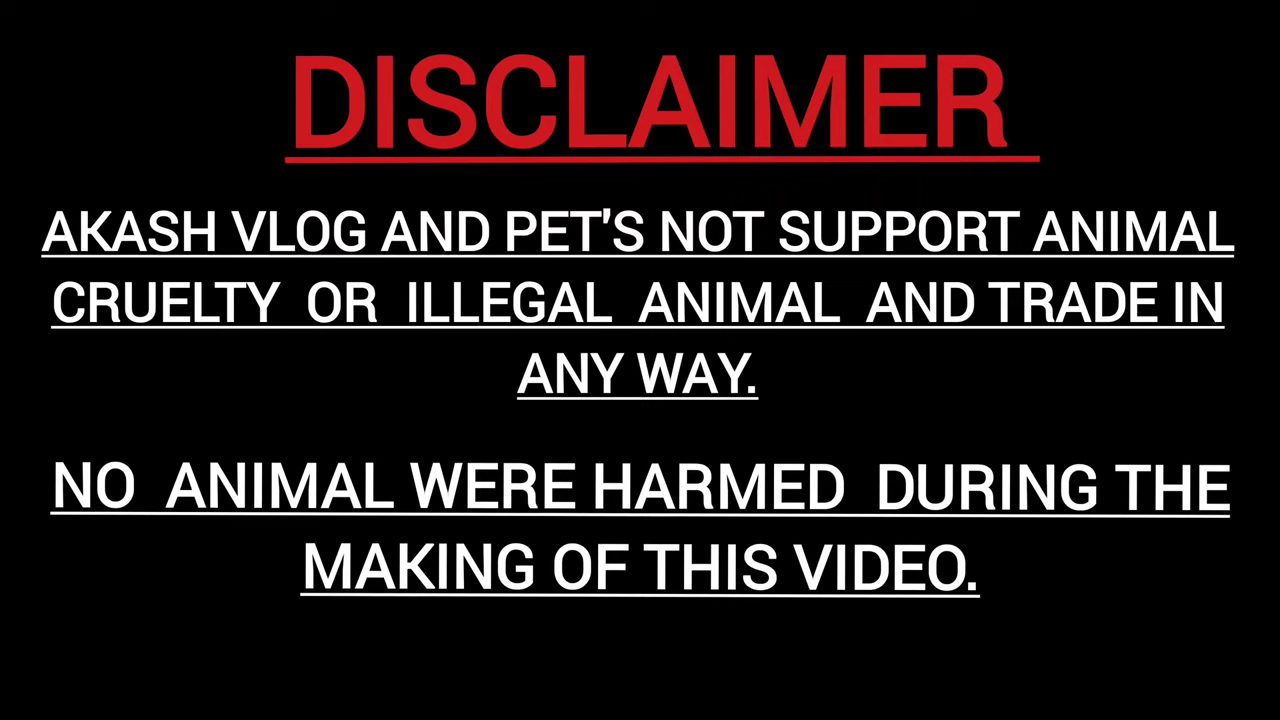 DISCLAIMER
AKASH VLOG AND PET'S NOT SUPPORT ANIMAL
CRUELTY OR ILLEGAL ANIMAL AND TRADE IN
ANY WAY.
NO ANIMAL WERE HARMED DURING THE
MAKING OF THIS VIDEO.